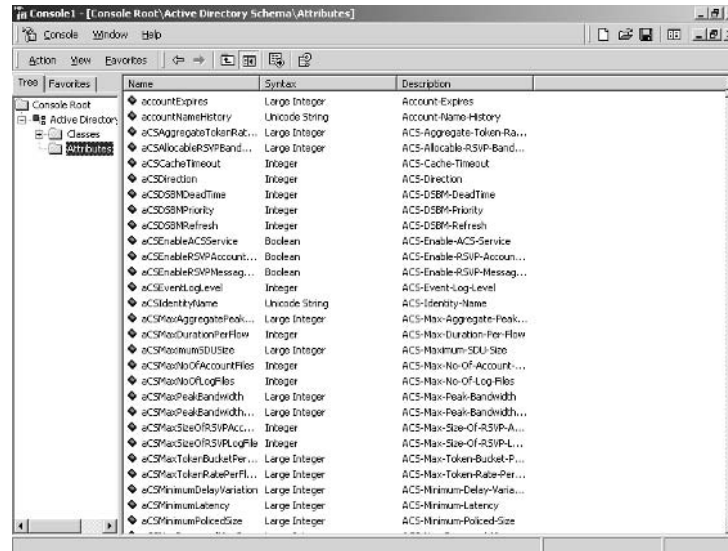 Console1 - [Console Root\Active Directory Schema\Attributes]
Console Window Help
Action View Favorites
Tree Favorites
Name Syntax Description
Console Root
Active Director
Classes
Attributes
accountExpires Large Integer Account-Expires
accountNameHistory Unicode String Account-Name-History
aCSAggregateTokenRat... Large Integer ACS-Aggregate-Token-Ra...
aCSAllocableRSVPBand... Large Integer ACS-Allocable-RSVP-Band...
aCSCacheTimeout Integer ACS-Cache-Timeout
aCSDirection Integer ACS-Direction
aCSDSBMDeadTime Integer ACS-DSBM-DeadTime
aCSDSBMPriority Integer ACS-DSBM-Priority
aCSDSBMRefresh Integer ACS-DSBM-Refresh
aCSEnableACSService Boolean ACS-Enable-ACS-Service
aCSEnableRSVPAccount... Boolean ACS-Enable-RSVP-Accoun...
aCSEnableRSVPMessag... Boolean ACS-Enable-RSVP-Messag...
aCSEventLogLevel Integer ACS-Event-Log-Level
aCSIdentityName Unicode String ACS-Identity-Name
aCSMaxAggregatePeak... Large Integer ACS-Max-Aggregate-Peak...
aCSMaxDurationPerFlow Integer ACS-Max-Duration-Per-Flow
aCSMaximumSDUSize Large Integer ACS-Maximum-SDU-Size
aCSMaxNoOfAccountFiles Integer ACS-Max-No-Of-Account-...
aCSMaxNoOfLogFiles Integer ACS-Max-No-Of-Log-Files
aCSMaxPeakBandwidth Large Integer ACS-Max-Peak-Bandwidth
aCSMaxPeakBandwidth... Large Integer ACS-Max-Peak-Bandwidth...
aCSMaxSizeOfRSVPAcc... Integer ACS-Max-Size-Of-RSVP-A...
aCSMaxSizeOfRSVPLogFile Integer ACS-Max-Size-Of-RSVP-L...
aCSMaxTokenBucketPer... Large Integer ACS-Max-Token-Bucket-P...
aCSMaxTokenRatePerFl... Large Integer ACS-Max-Token-Rate-Per...
aCSMinimumDelayVariation Large Integer ACS-Minimum-Delay-Varia...
aCSMinimumLatency Large Integer ACS-Minimum-Latency
aCSMinimumPolicedSize Large Integer ACS-Minimum-Policed-Size